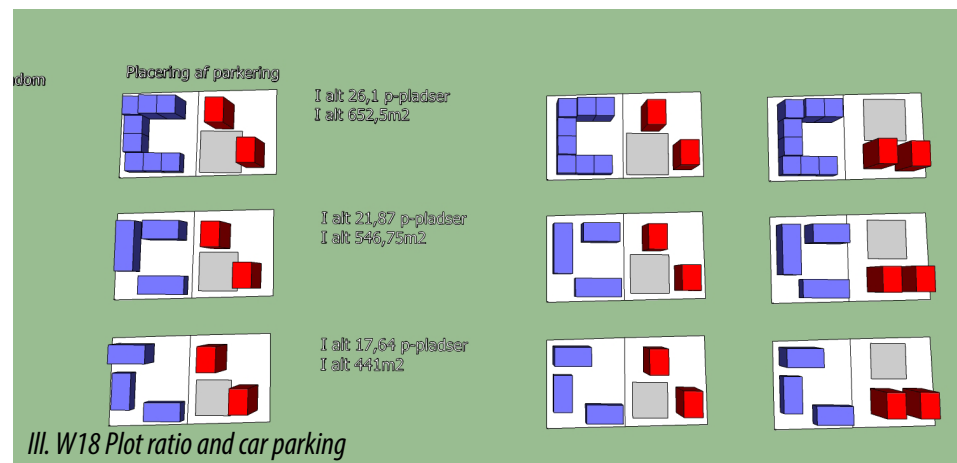 Placering af parkering
I alt 26,1 p-pladser
I alt 652,5m2
I alt 21,87 p-pladser
I alt 546,75m2
I alt 17,64 p-pladser
I alt 441m2
Ill. W18 Plot ratio and car parking